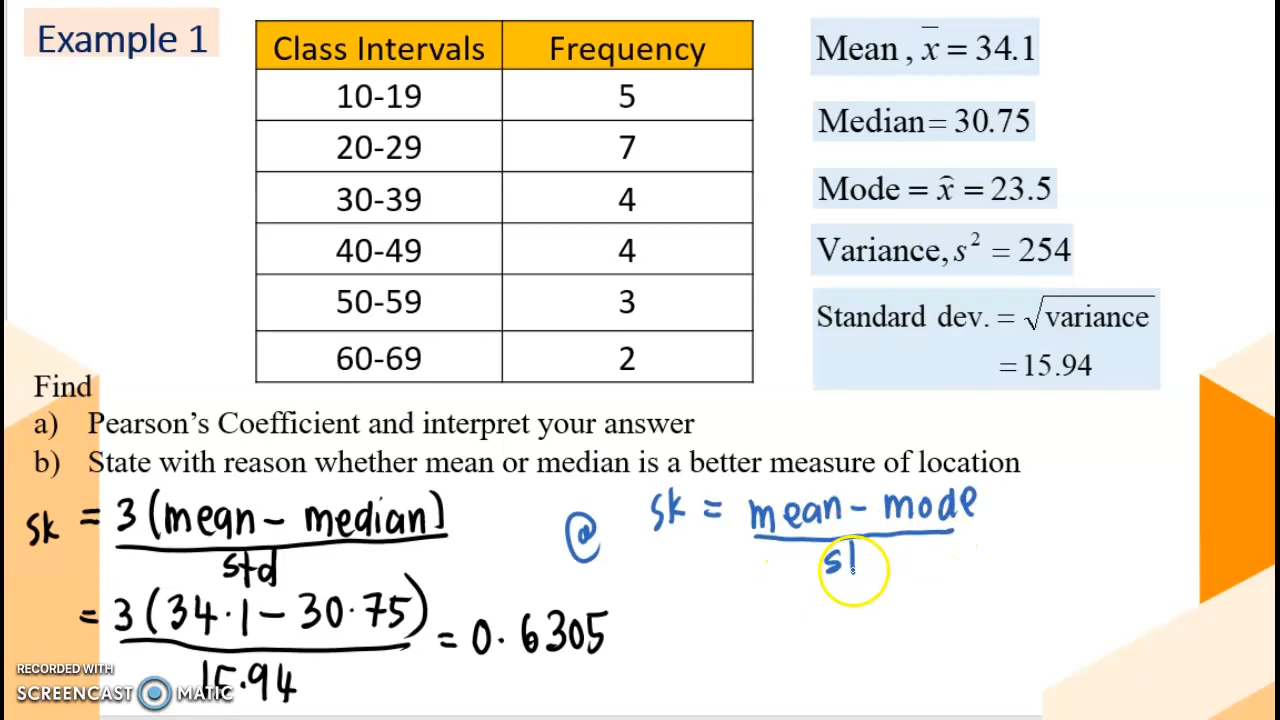 Example 1
Class Intervals Frequency
10-19 5
20-29 7
30-39 4
40-49 4
50-59 3
60-69 2
Mean , x̄ = 34.1
Median = 30.75
Mode = x̂ = 23.5
Variance, s² = 254
Standard dev. = √variance
= 15.94
Find
a) Pearson's Coefficient and interpret your answer
b) State with reason whether mean or median is a better measure of location
sk = 3(mean - median)
std
= 3(34.1 - 30.75) = 0.6305
15.94
@ sk = mean - mode
s
RECORDED WITH
SCREENCAST MATIC